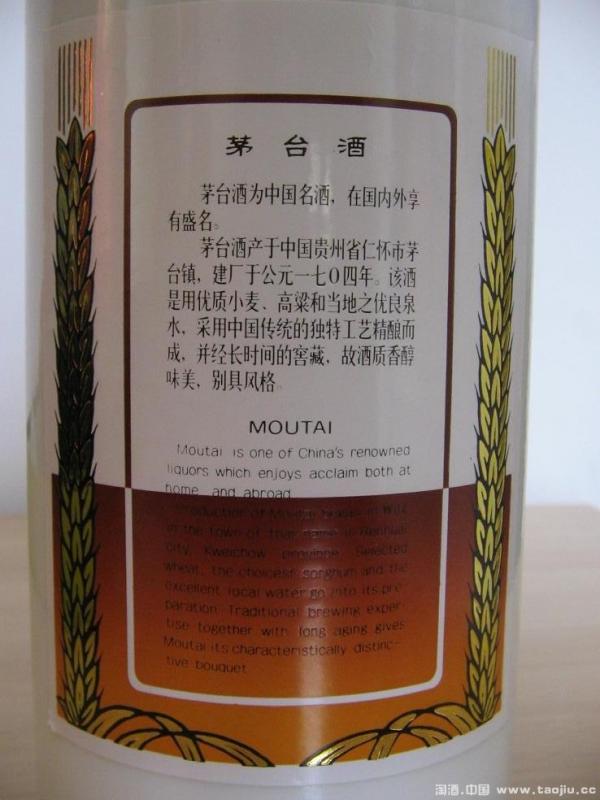 茅台酒
茅台酒为中国名酒，在国内外享
有盛名。
茅台酒产于中国贵州省仁怀市茅
台镇，建厂于公元一七〇四年。该酒
是用优质小麦、高粱和当地之优良泉
水，采用中国传统的独特工艺精酿而
成，并经长时间的窖藏，故酒质香醇
味美，别具风格。
MOUTAI
Moutai is one of China's renowned
liquors which enjoys acclaim both at
home and abroad
Production of Moutai began in 1704
in the town of that name in Renhuai
city, Kweichow province. Selected
wheat, the choicest sorghum and the
excellent local water go into its pre-
paration. Traditional brewing exper-
tise together with long aging gives
Moutai its characteristically distinc-
tive bouquet
淘酒.中国 www.taojiu.cc